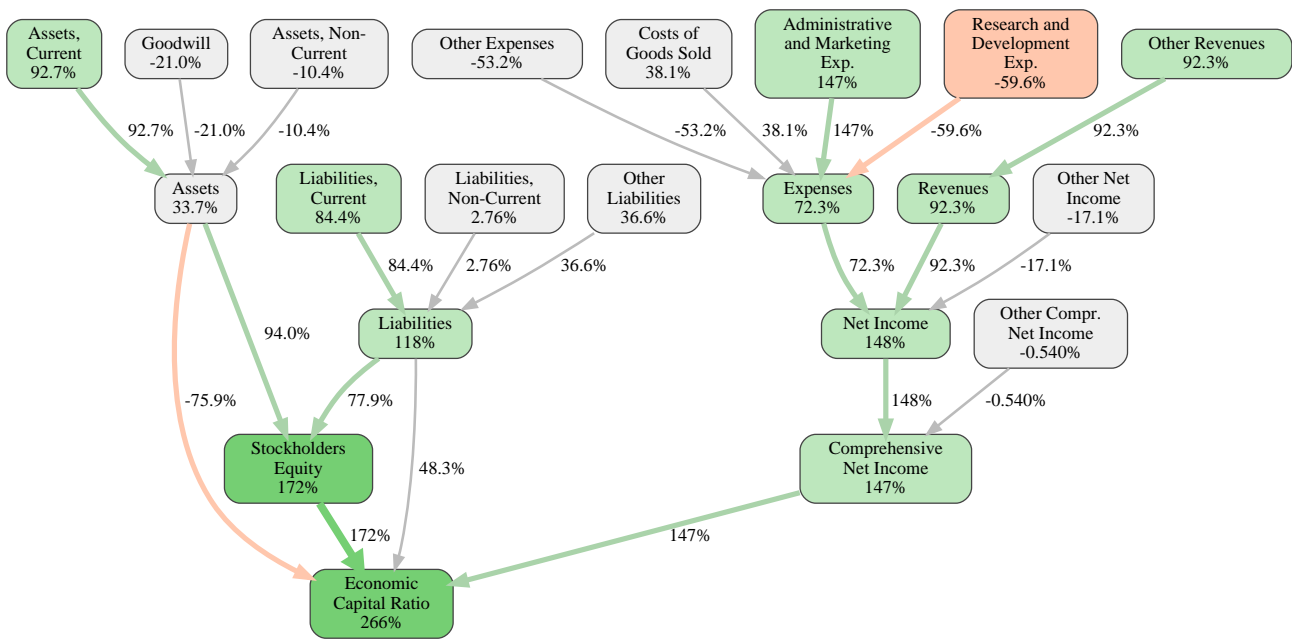 Assets,
Current
92.7%
Goodwill
-21.0%
Assets, Non-
Current
-10.4%
Other Expenses
-53.2%
Costs of
Goods Sold
38.1%
Administrative
and Marketing
Exp.
147%
Research and
Development
Exp.
-59.6%
Other Revenues
92.3%
92.7%
-21.0%
-10.4%
-53.2%
38.1%
147%
-59.6%
92.3%
Assets
33.7%
Liabilities,
Current
84.4%
Liabilities,
Non-Current
2.76%
Other
Liabilities
36.6%
Expenses
72.3%
Revenues
92.3%
Other Net
Income
-17.1%
84.4%
2.76%
36.6%
72.3%
92.3%
-17.1%
94.0%
Liabilities
118%
Net Income
148%
Other Compr.
Net Income
-0.540%
-75.9%
77.9%
148%
-0.540%
Stockholders
Equity
172%
48.3%
Comprehensive
Net Income
147%
172%
147%
Economic
Capital Ratio
266%